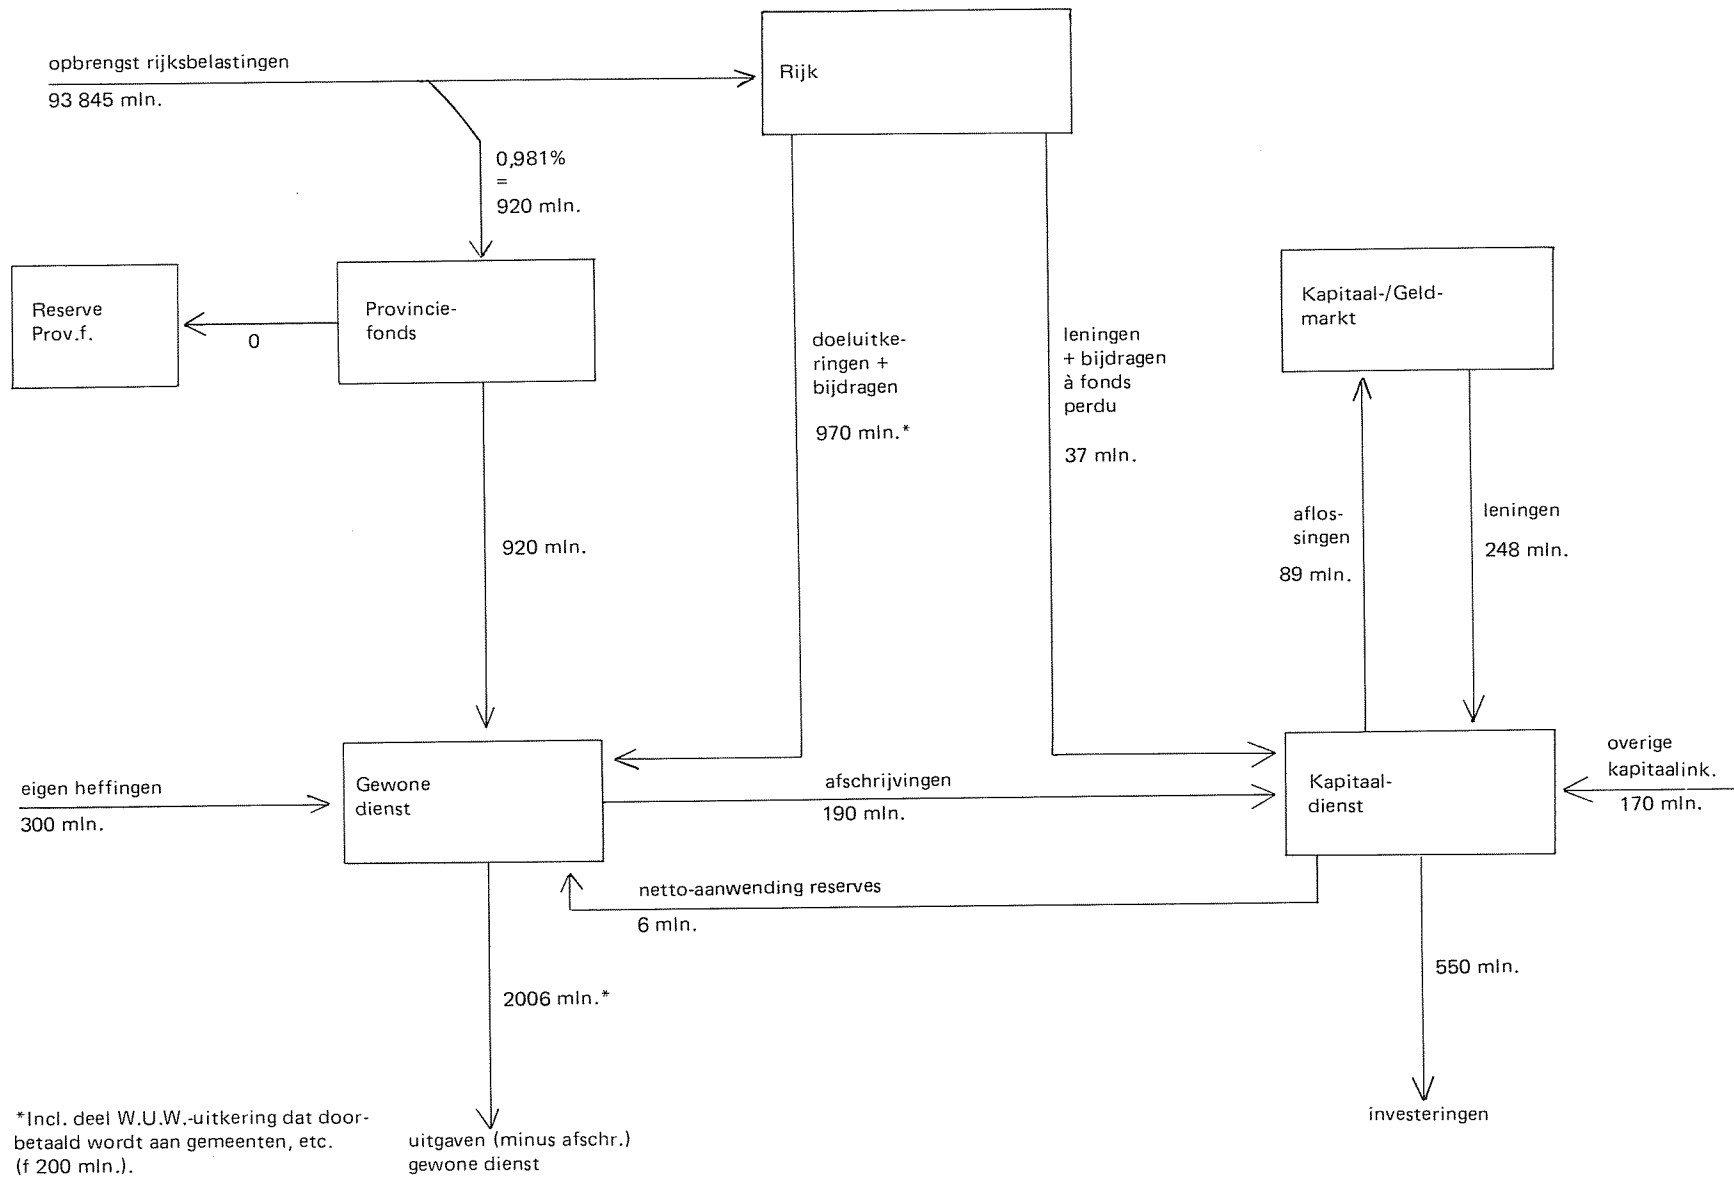 opbrengst rijksbelastingen
93 845 mln.
Rijk
0,981%
=
920 mln.
Reserve
Prov.f.
0
Provincie-
fonds
doeluitke-
ringen +
bijdragen
970 mln.*
leningen
+ bijdragen
à fonds
perdu
37 mln.
Kapitaal-/Geld-
markt
920 mln.
aflos-
singen
89 mln.
leningen
248 mln.
eigen heffingen
300 mln.
Gewone
dienst
afschrijvingen
190 mln.
Kapitaal-
dienst
overige
kapitaalink.
170 mln.
netto-aanwending reserves
6 mln.
2006 mln.*
550 mln.
investeringen
*Incl. deel W.U.W.-uitkering dat door-
betaald wordt aan gemeenten, etc.
(f 200 mln.).
uitgaven (minus afschr.)
gewone dienst